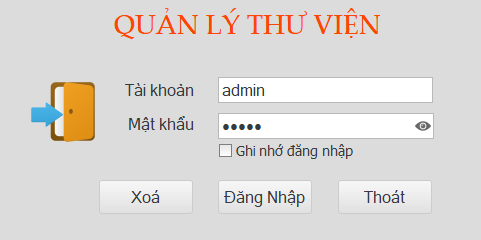 QUẢN LÝ THƯ VIỆN
Tài khoản admin
Mật khẩu •••••
Ghi nhớ đăng nhập
Xoá Đăng Nhập Thoát